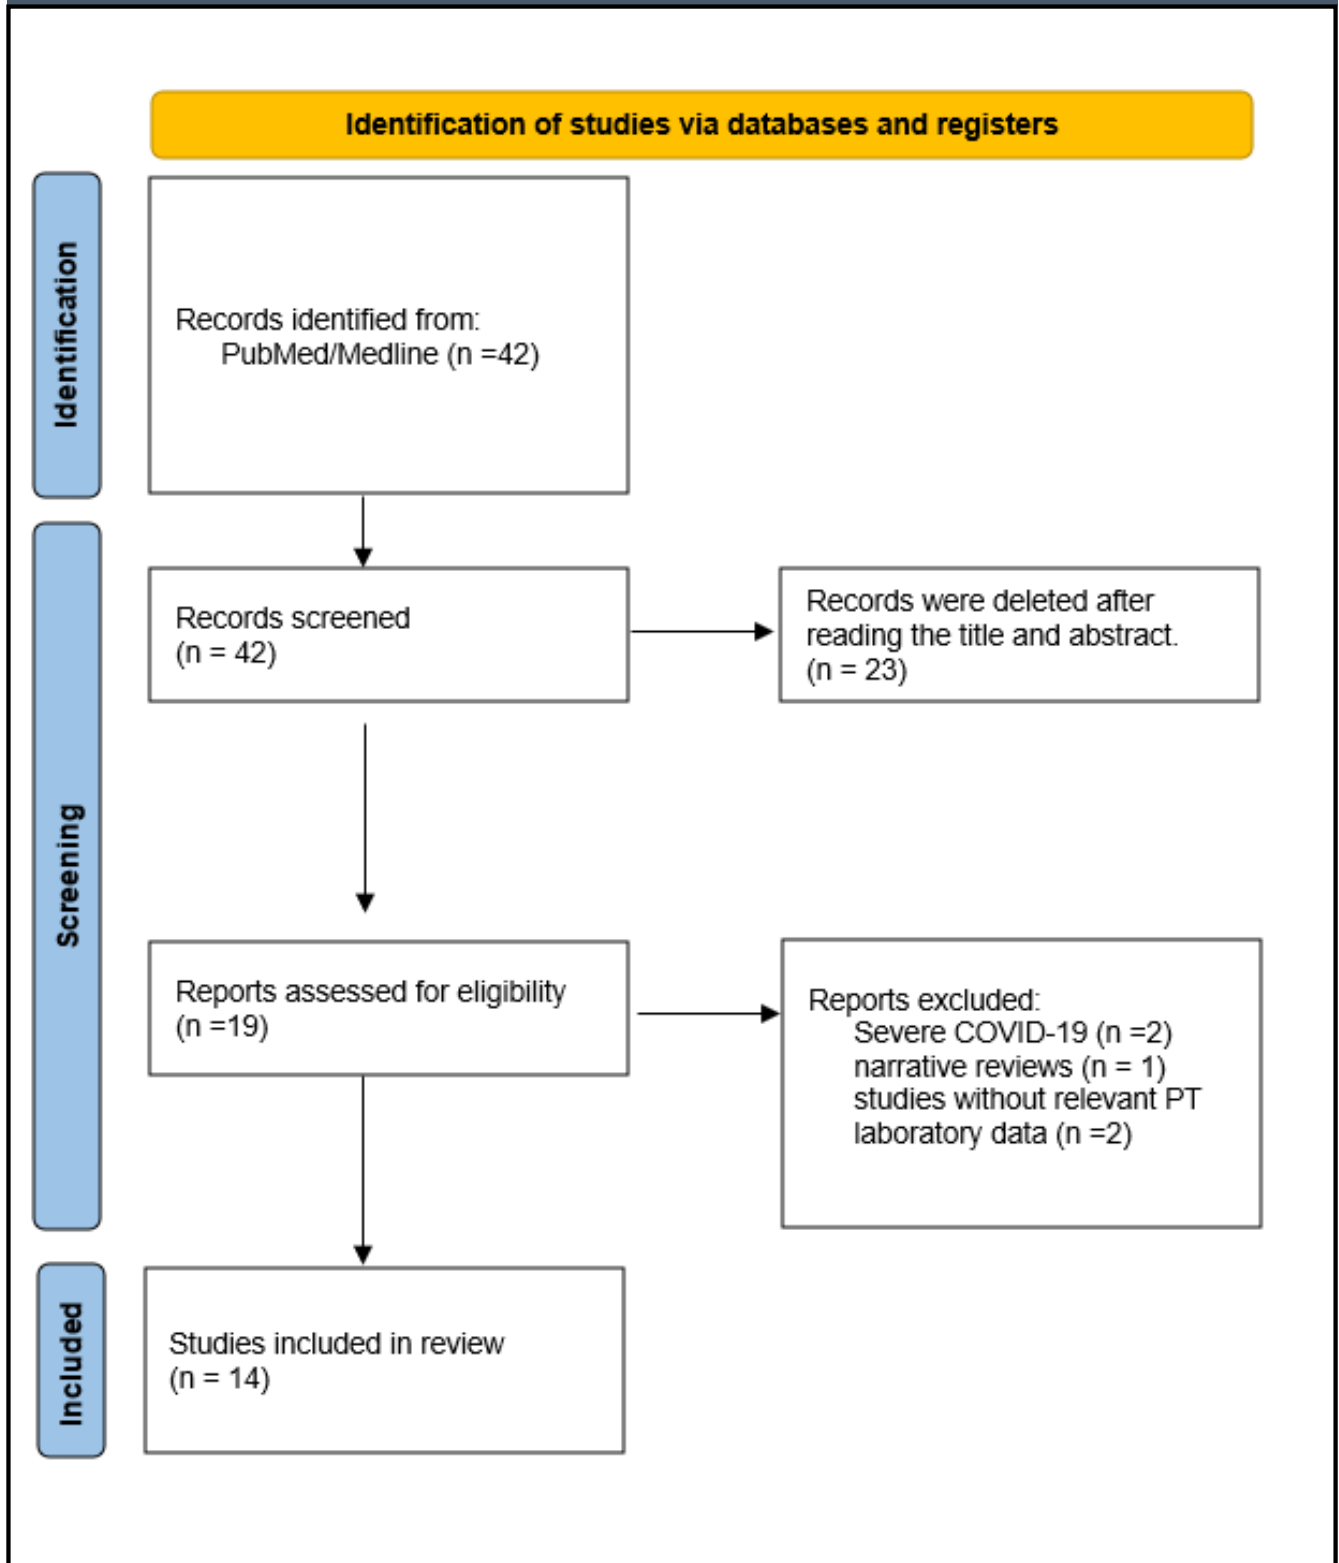 Identification of studies via databases and registers
Identification
Records identified from:
PubMed/Medline (n =42)
Screening
Records screened
(n = 42)
Records were deleted after
reading the title and abstract.
(n = 23)
Reports assessed for eligibility
(n =19)
Reports excluded:
Severe COVID-19 (n =2)
narrative reviews (n = 1)
studies without relevant PT
laboratory data (n =2)
Included
Studies included in review
(n = 14)